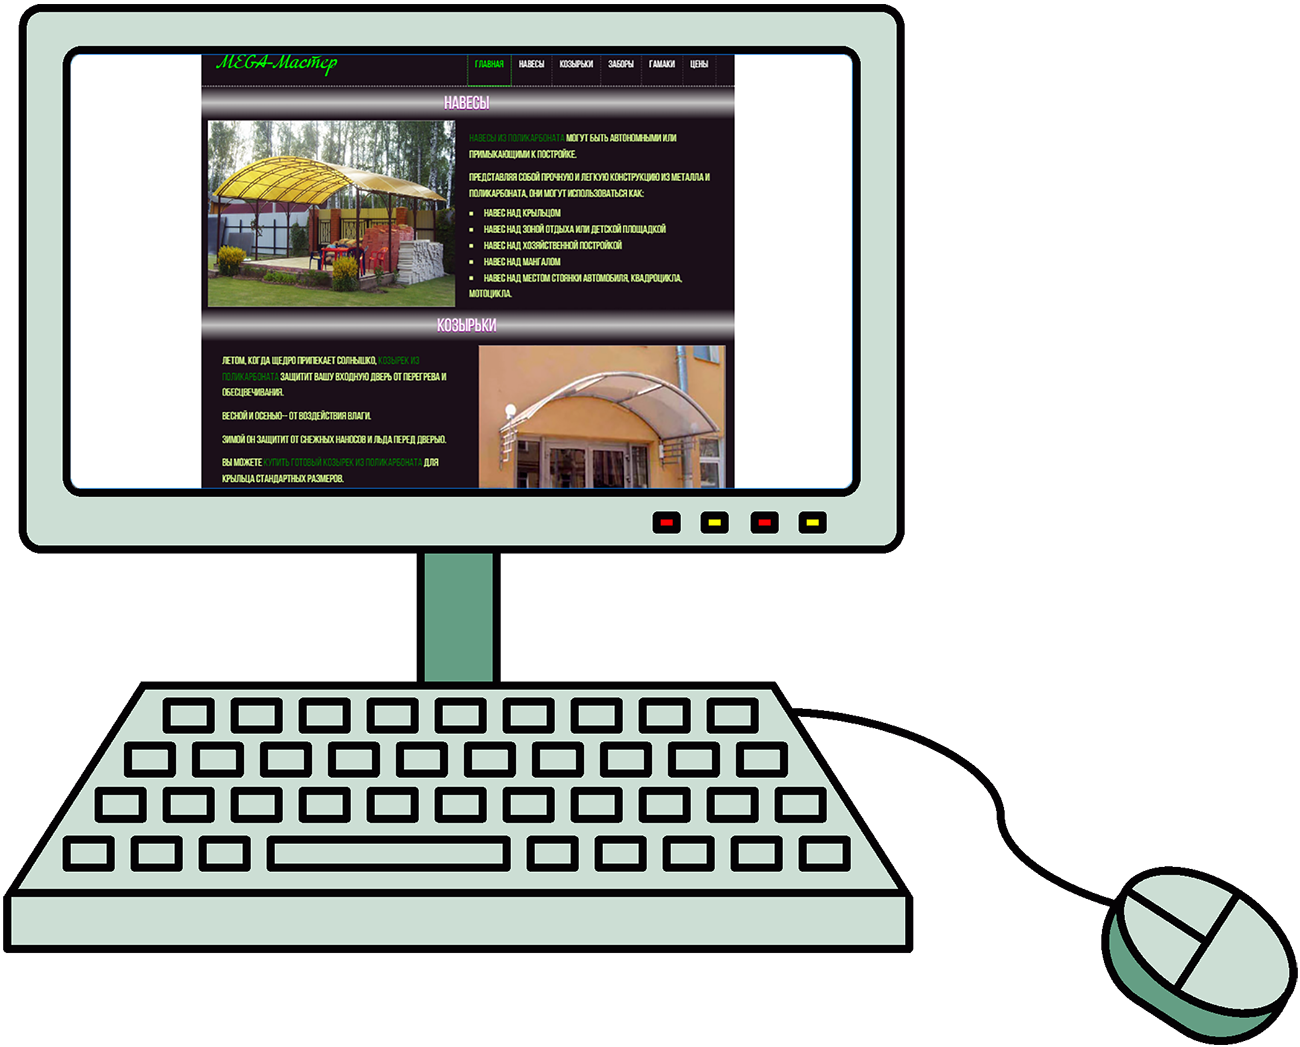 MEGA-Мастер
ГЛАВНАЯ НАВЕСЫ КОЗЫРЬКИ ЗАБОРЫ ГАМАКИ ЦЕНЫ
НАВЕСЫ
НАВЕСЫ ИЗ ПОЛИКАРБОНАТА МОГУТ БЫТЬ АВТОНОМНЫМИ ИЛИ
ПРИМЫКАЮЩИМИ К ПОСТРОЙКЕ.
ПРЕДСТАВЛЯЯ СОБОЙ ПРОЧНУЮ И ЛЕГКУЮ КОНСТРУКЦИЮ ИЗ МЕТАЛЛА И
ПОЛИКАРБОНАТА, ОНИ МОГУТ ИСПОЛЬЗОВАТЬСЯ КАК:
НАВЕС НАД КРЫЛЬЦОМ
НАВЕС НАД ЗОНОЙ ОТДЫХА ИЛИ ДЕТСКОЙ ПЛОЩАДКОЙ
НАВЕС НАД ХОЗЯЙСТВЕННОЙ ПОСТРОЙКОЙ
НАВЕС НАД МАНГАЛОМ
НАВЕС НАД МЕСТОМ СТОЯНКИ АВТОМОБИЛЯ, КВАДРОЦИКЛА,
МОТОЦИКЛА.
КОЗЫРЬКИ
ЛЕТОМ, КОГДА ЩЕДРО ПРИПЕКАЕТ СОЛНЫШКО, КОЗЫРЕК ИЗ
ПОЛИКАРБОНАТА ЗАЩИТИТ ВАШУ ВХОДНУЮ ДВЕРЬ ОТ ПЕРЕГРЕВА И
ОБЕСЦВЕЧИВАНИЯ.
ВЕСНОЙ И ОСЕНЬЮ-- ОТ ВОЗДЕЙСТВИЯ ВЛАГИ.
ЗИМОЙ ОН ЗАЩИТИТ ОТ СНЕЖНЫХ НАНОСОВ И ЛЬДА ПЕРЕД ДВЕРЬЮ.
ВЫ МОЖЕТЕ КУПИТЬ ГОТОВЫЙ КОЗЫРЕК ИЗ ПОЛИКАРБОНАТА ДЛЯ
КРЫЛЬЦА СТАНДАРТНЫХ РАЗМЕРОВ.